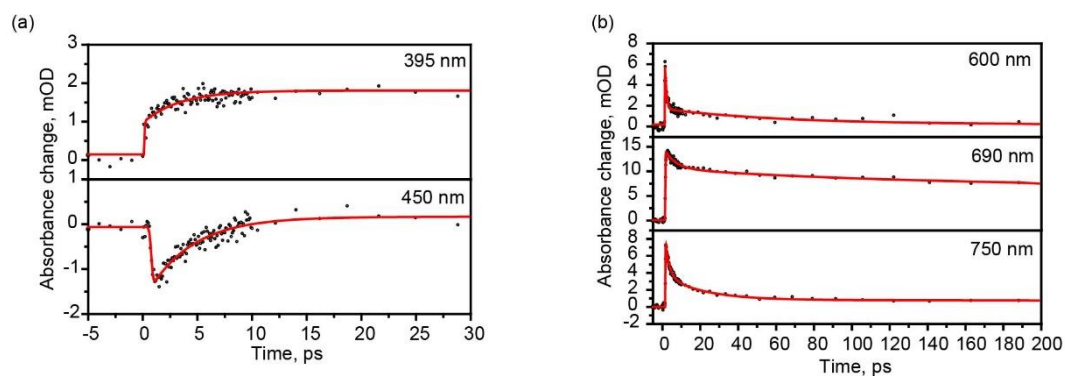 (a)
Absorbance change, mOD
3
2
1
0
1
0
-1
-2
395 nm
450 nm
-5 0 5 10 15 20 25 30
Time, ps
(b)
Absorbance change, mOD
8
6
4
2
0
15
10
5
0
8
6
4
2
0
-2
600 nm
690 nm
750 nm
0 20 40 60 80 100 120 140 160 180 200
Time, ps